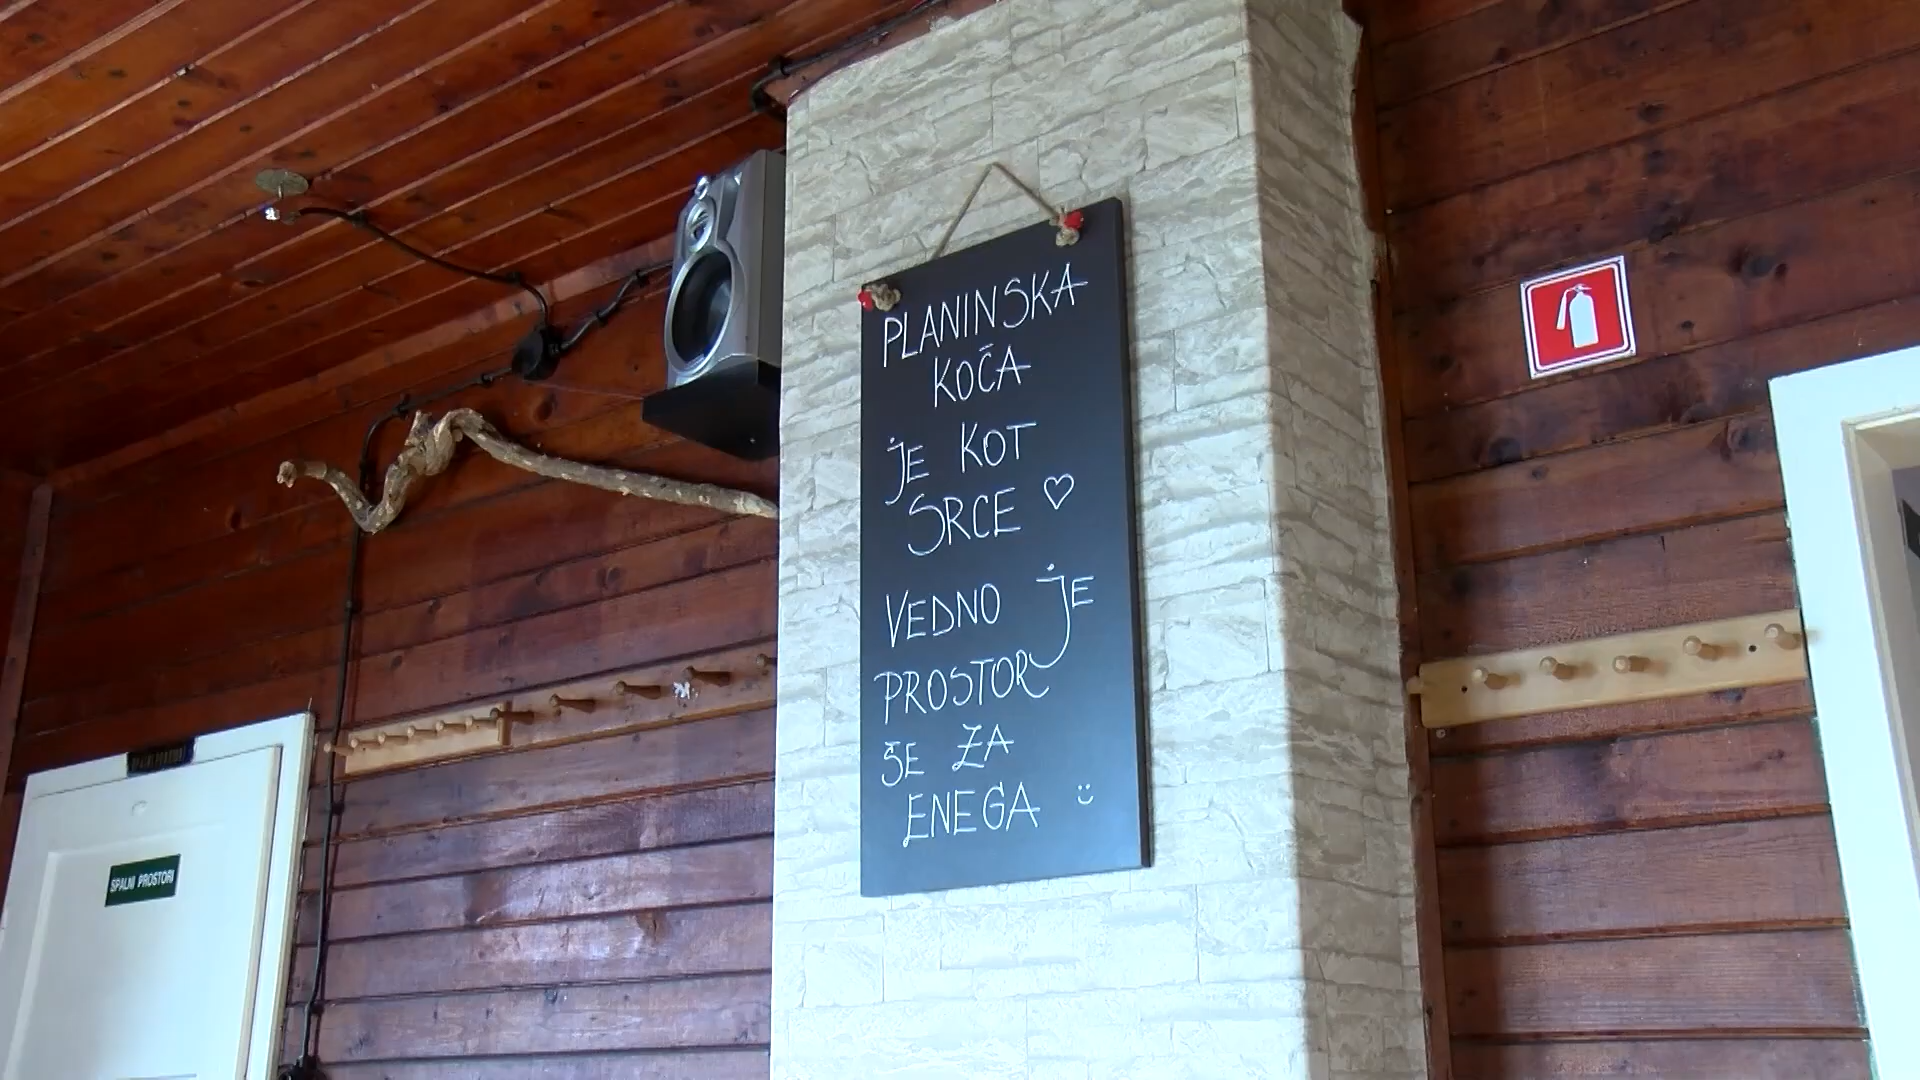 PLANINSKA
KOČA
JE KOT
SRCE ♡
VEDNO JE
PROSTOR
ŠE ZA
ENEGA
SPALNI PROSTORI